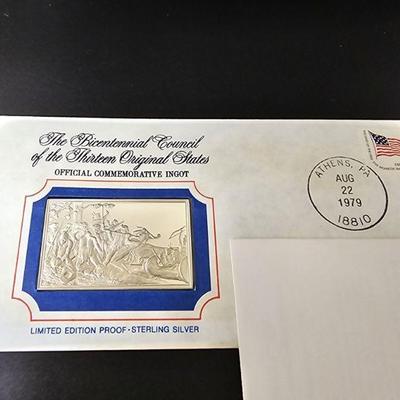 The Bicentennial Council
of the Thirteen Original States
OFFICIAL COMMEMORATIVE INGOT
LIMITED EDITION PROOF · STERLING SILVER
ATHENS, PA
AUG
22
1979
18810